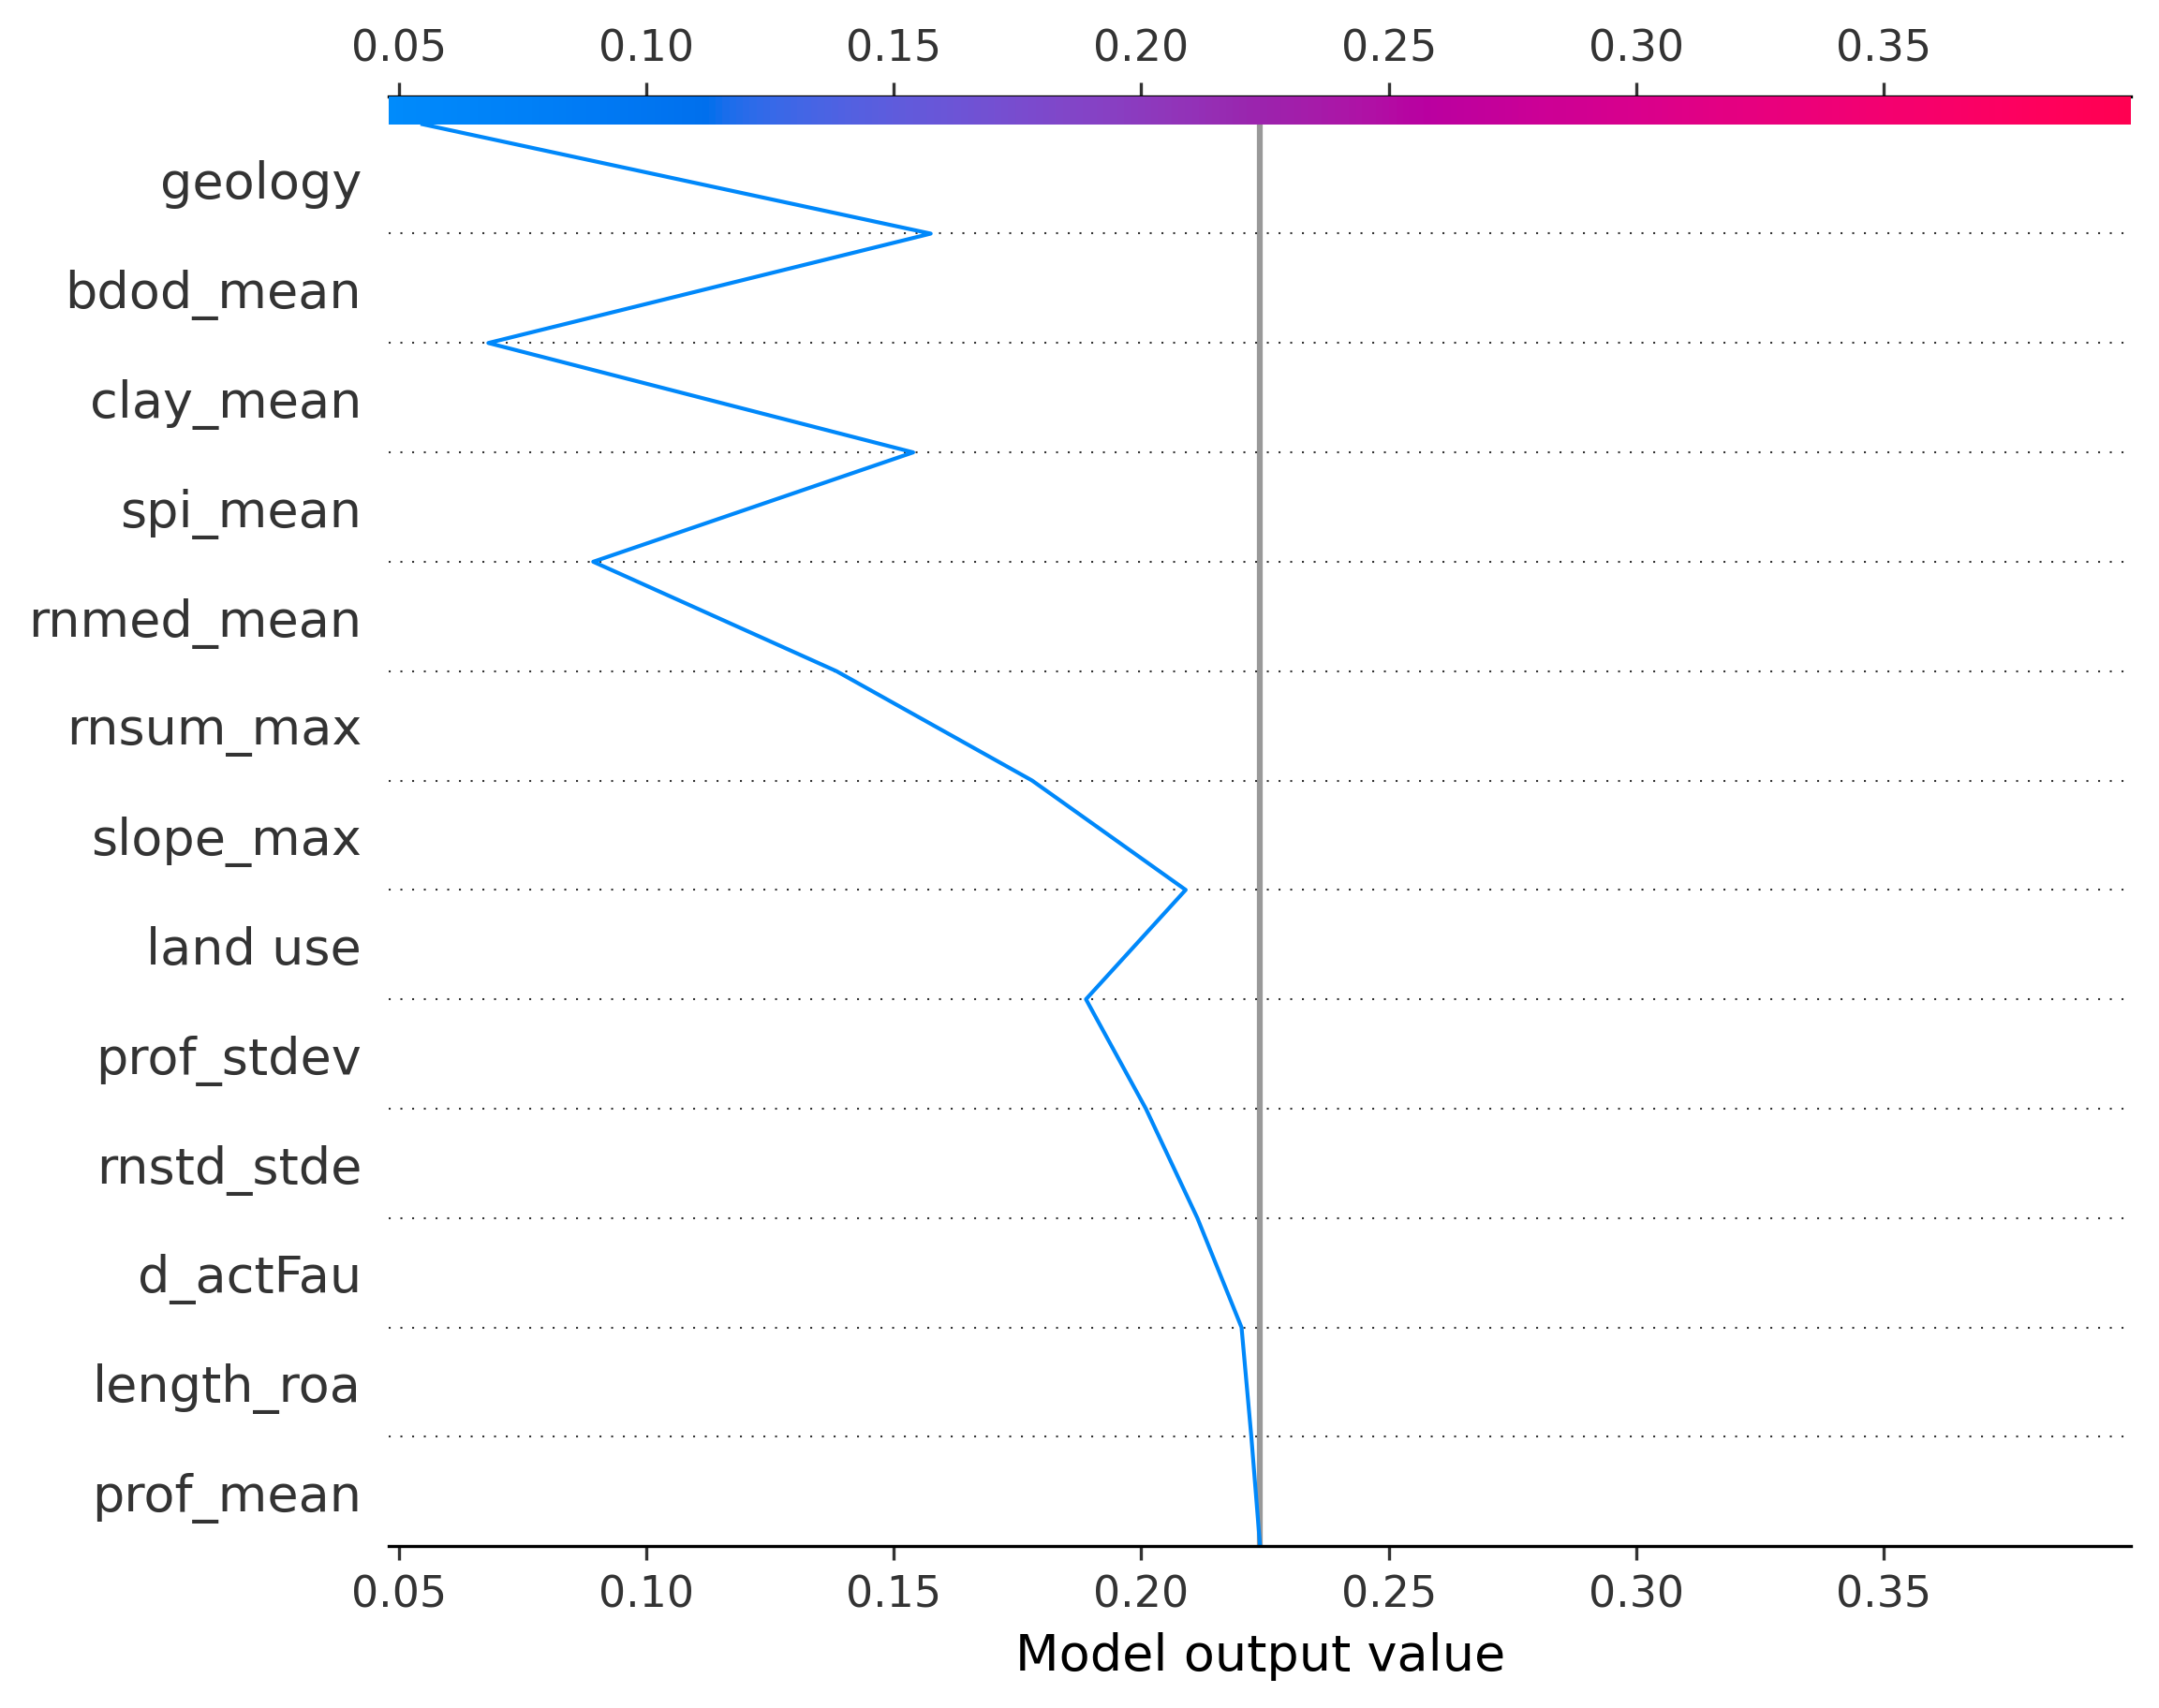 0.05 0.10 0.15 0.20 0.25 0.30 0.35
geology
bdod_mean
clay_mean
spi_mean
rnmed_mean
rnsum_max
slope_max
land use
prof_stdev
rnstd_stde
d_actFau
length_roa
prof_mean
0.05 0.10 0.15 0.20 0.25 0.30 0.35
Model output value